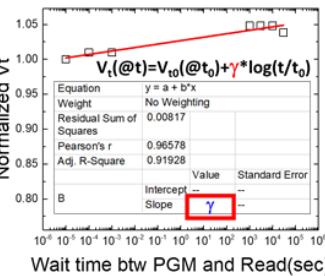 1.05
1.00
0.95
0.90
0.85
0.80
Normalized Vt
Vt(@t)=Vt0(@t0)+γ*log(t/t0)
Equation y = a + b*x
Weight No Weighting
Residual Sum of Squares 0.00817
Pearson's r 0.96578
Adj. R-Square 0.91928
Value Standard Error
B Intercept -- --
Slope γ --
10⁻⁶ 10⁻⁵ 10⁻⁴ 10⁻³ 10⁻² 10⁻¹ 10⁰ 10¹ 10² 10³ 10⁴ 10⁵ 10⁶
Wait time btw PGM and Read(sec